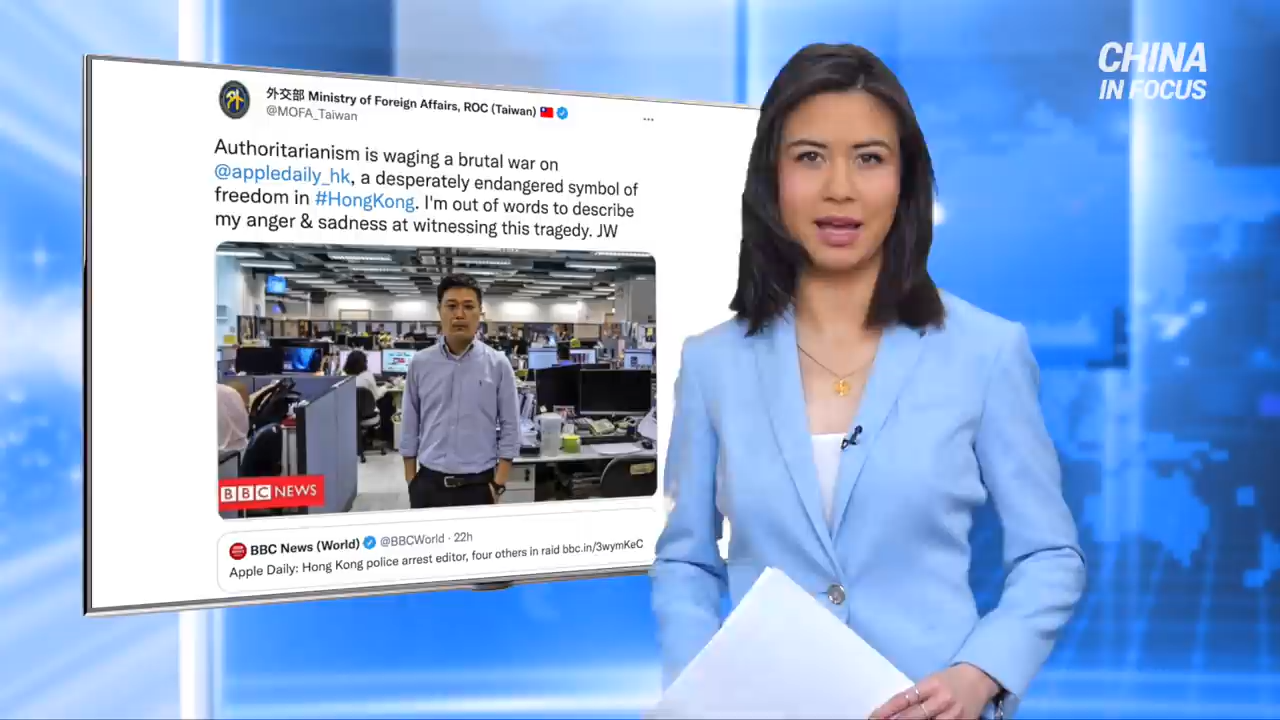 CHINA
IN FOCUS
外交部 Ministry of Foreign Affairs, ROC (Taiwan)
@MOFA_Taiwan
Authoritarianism is waging a brutal war on
@appledaily_hk, a desperately endangered symbol of
freedom in #HongKong. I'm out of words to describe
my anger & sadness at witnessing this tragedy. JW
BBC NEWS
BBC News (World) @BBCWorld · 22h
Apple Daily: Hong Kong police arrest editor, four others in raid bbc.in/3wymKeC